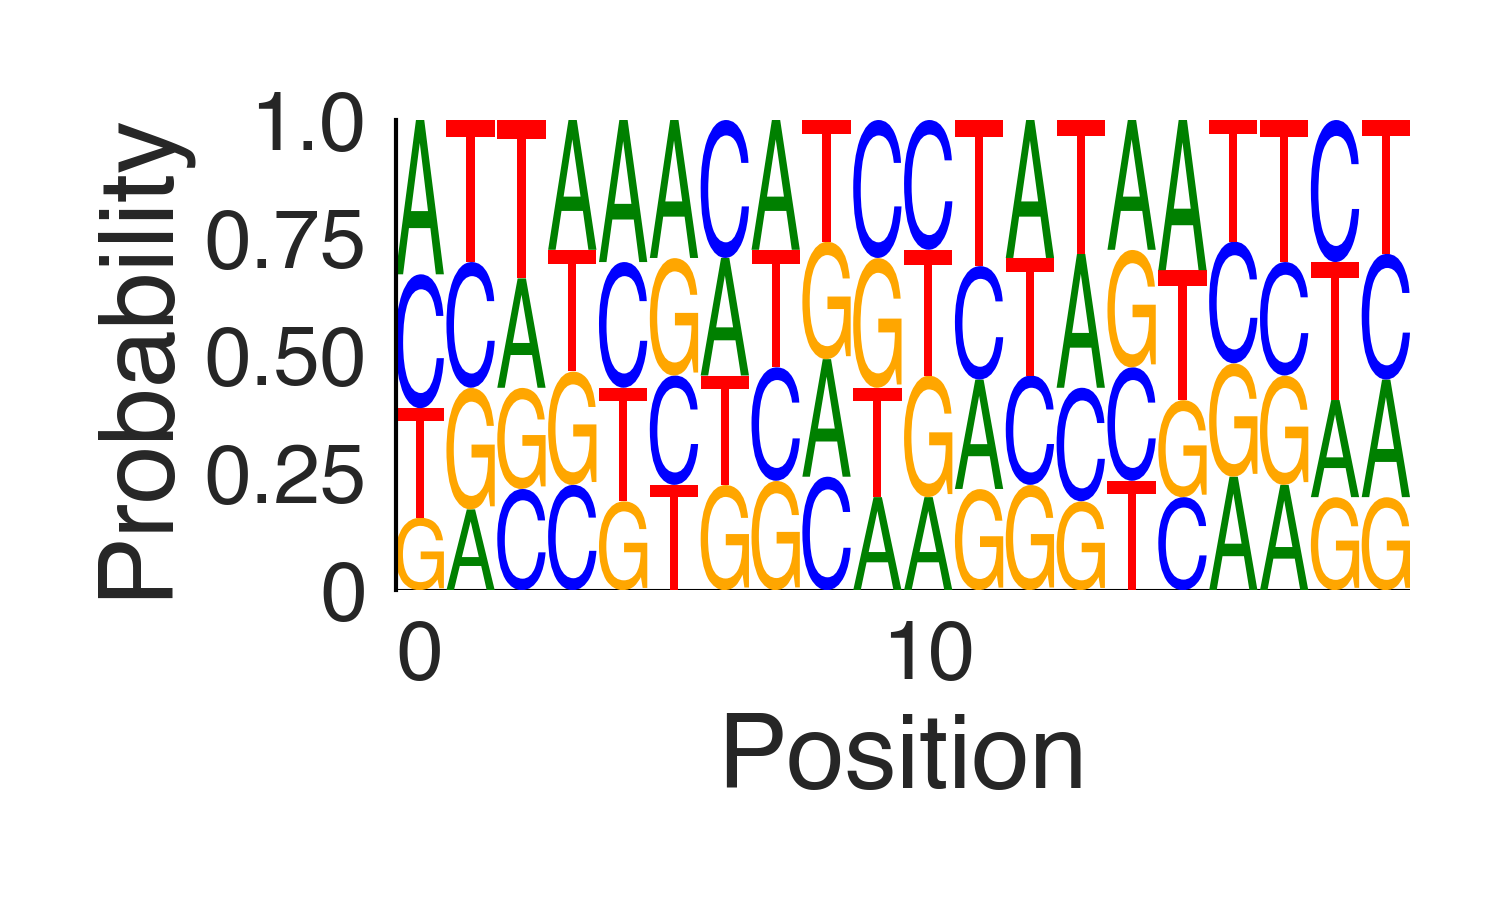 1.0
0.75
0.50
0.25
0
Probability
ATTAAACATCCTATAATTCT
CCATCGATGGTCTAGTCCTC
TGGGTCTCATGACCCGGGAA
GACCGTGGCAAGGGTCAAGG
0 10
Position